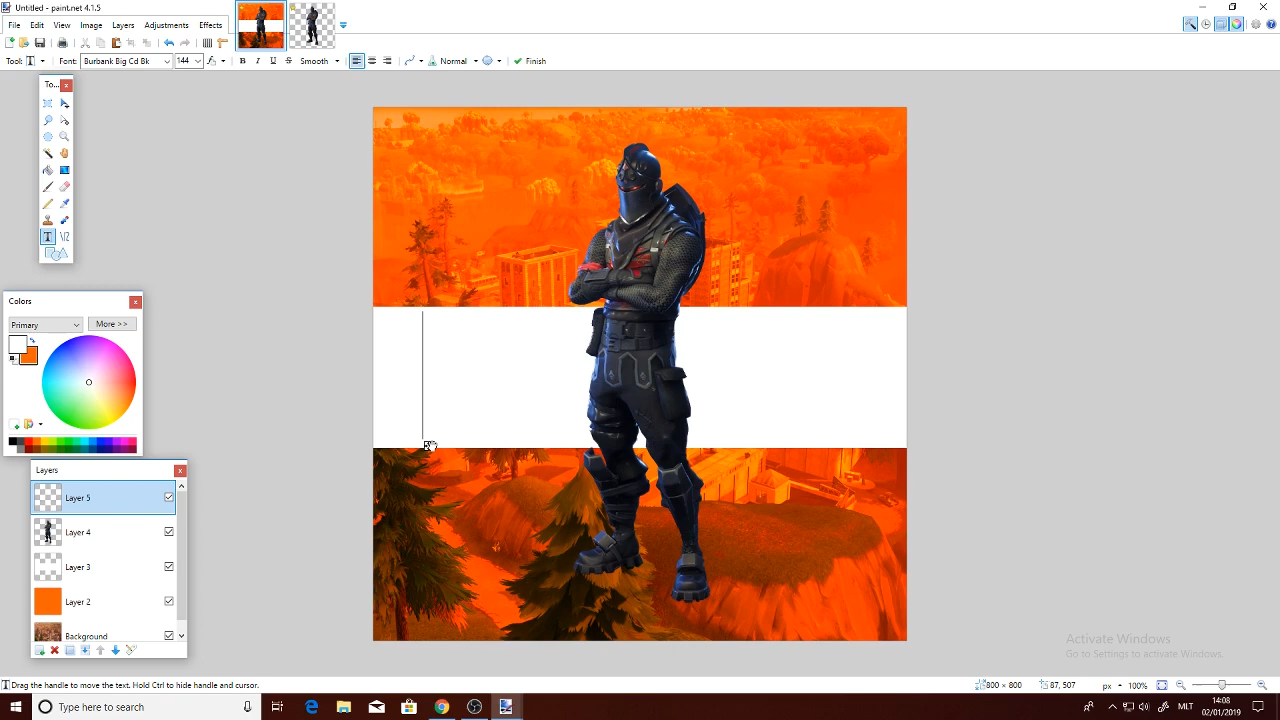 Untitled - paint.net 4.1.5
File Edit View Image Layers Adjustments Effects
Tool: T Font: Burbank Big Cd Bk 144 B I U S Smooth Normal Finish
To...
Colors
Primary More >>
Layers
Layer 5
Layer 4
Layer 3
Layer 2
Background
Activate Windows
Go to Settings to activate Windows.
Drag the handle to move the text. Hold Ctrl to hide handle and cursor. 800 × 800 87, 507 px 100%
Type here to search MLT 14:08
02/01/2019